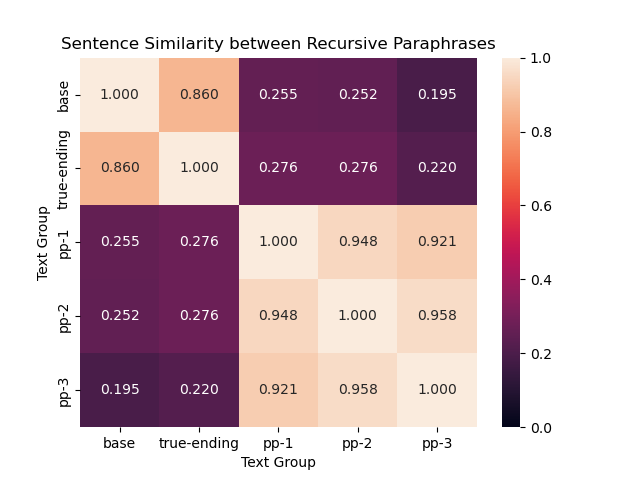 Sentence Similarity between Recursive Paraphrases
base 1.000 0.860 0.255 0.252 0.195
true-ending 0.860 1.000 0.276 0.276 0.220
pp-1 0.255 0.276 1.000 0.948 0.921
pp-2 0.252 0.276 0.948 1.000 0.958
pp-3 0.195 0.220 0.921 0.958 1.000
Text Group
base true-ending pp-1 pp-2 pp-3
Text Group
1.0
0.8
0.6
0.4
0.2
0.0